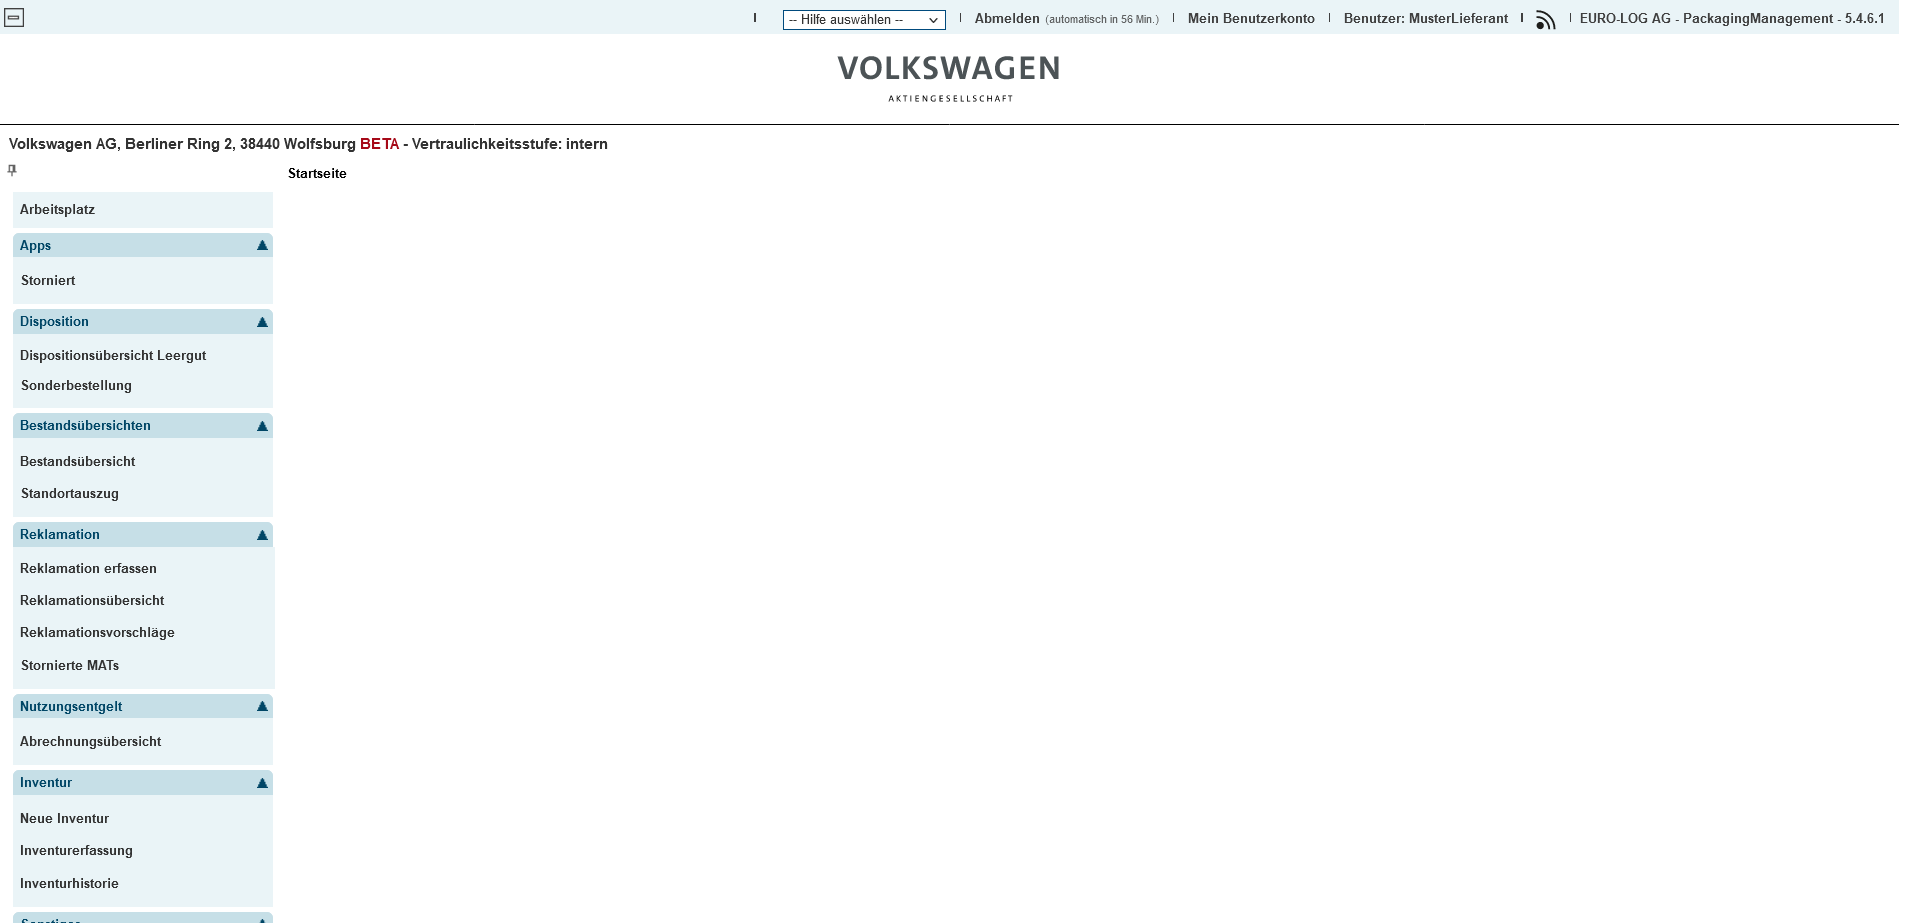 -- Hilfe auswählen -- Abmelden (automatisch in 56 Min.) Mein Benutzerkonto Benutzer: MusterLieferant EURO-LOG AG - PackagingManagement - 5.4.6.1
VOLKSWAGEN
AKTIENGESELLSCHAFT
Volkswagen AG, Berliner Ring 2, 38440 Wolfsburg BETA - Vertraulichkeitsstufe: intern
Startseite
Arbeitsplatz
Apps
Storniert
Disposition
Dispositionsübersicht Leergut
Sonderbestellung
Bestandsübersichten
Bestandsübersicht
Standortauszug
Reklamation
Reklamation erfassen
Reklamationsübersicht
Reklamationsvorschläge
Stornierte MATs
Nutzungsentgelt
Abrechnungsübersicht
Inventur
Neue Inventur
Inventurerfassung
Inventurhistorie